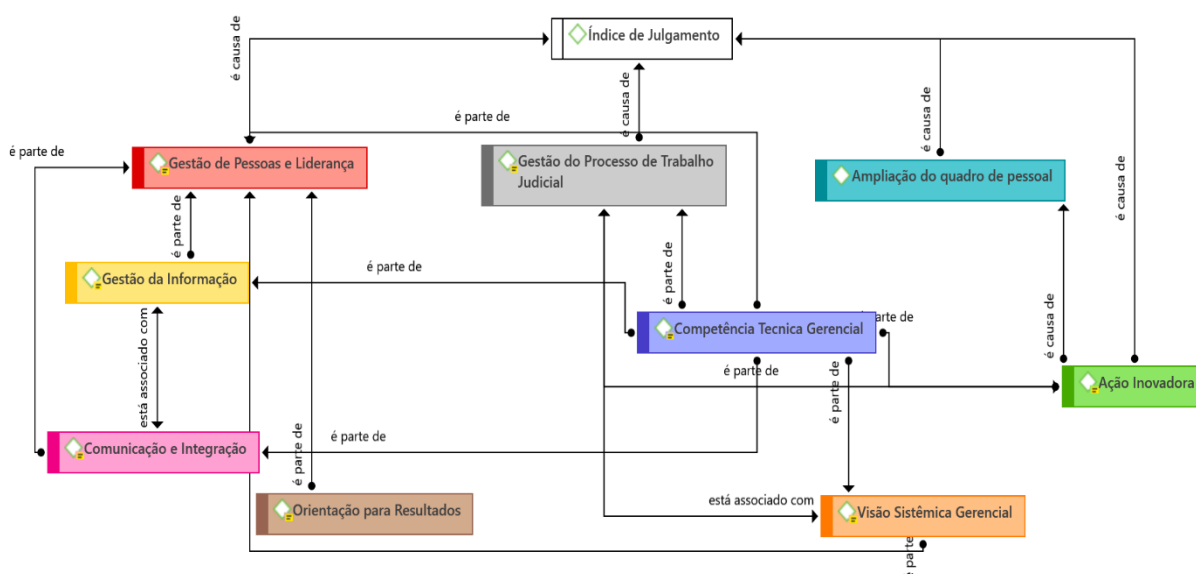 Índice de Julgamento
é causa de
é causa de
é causa de
é causa de
é parte de
é parte de
Gestão de Pessoas e Liderança
Gestão do Processo de Trabalho
Judicial
Ampliação do quadro de pessoal
é parte de
Gestão da Informação
é parte de
é parte de
Competência Tecnica Gerencial
é parte de
é causa de
está associado com
é parte de
é parte de
Ação Inovadora
é parte de
é parte de
Comunicação e Integração
Orientação para Resultados
está associado com
Visão Sistêmica Gerencial
é parte